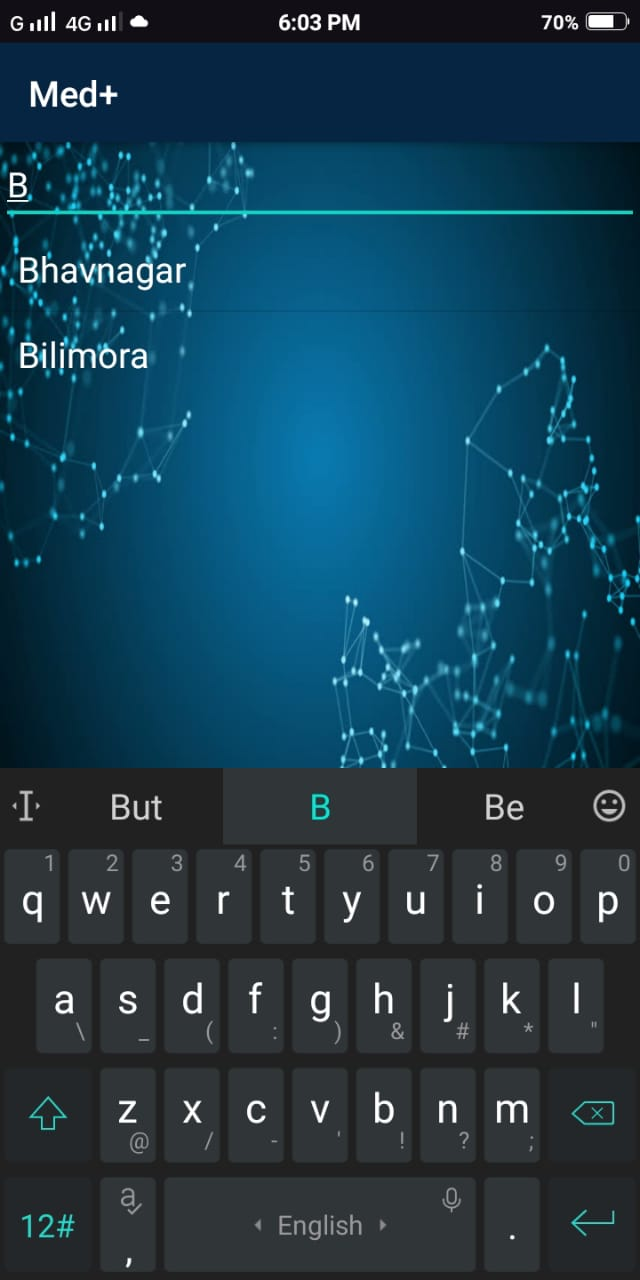 G 4G 6:03 PM 70%
Med+
B
Bhavnagar
Bilimora
But B Be
1 2 3 4 5 6 7 8 9 0
q w e r t y u i o p
a s d f g h j k l
\ _ ( : ) & # * "
z x c v b n m
@ / - ' ! ? ;
12# a , English .